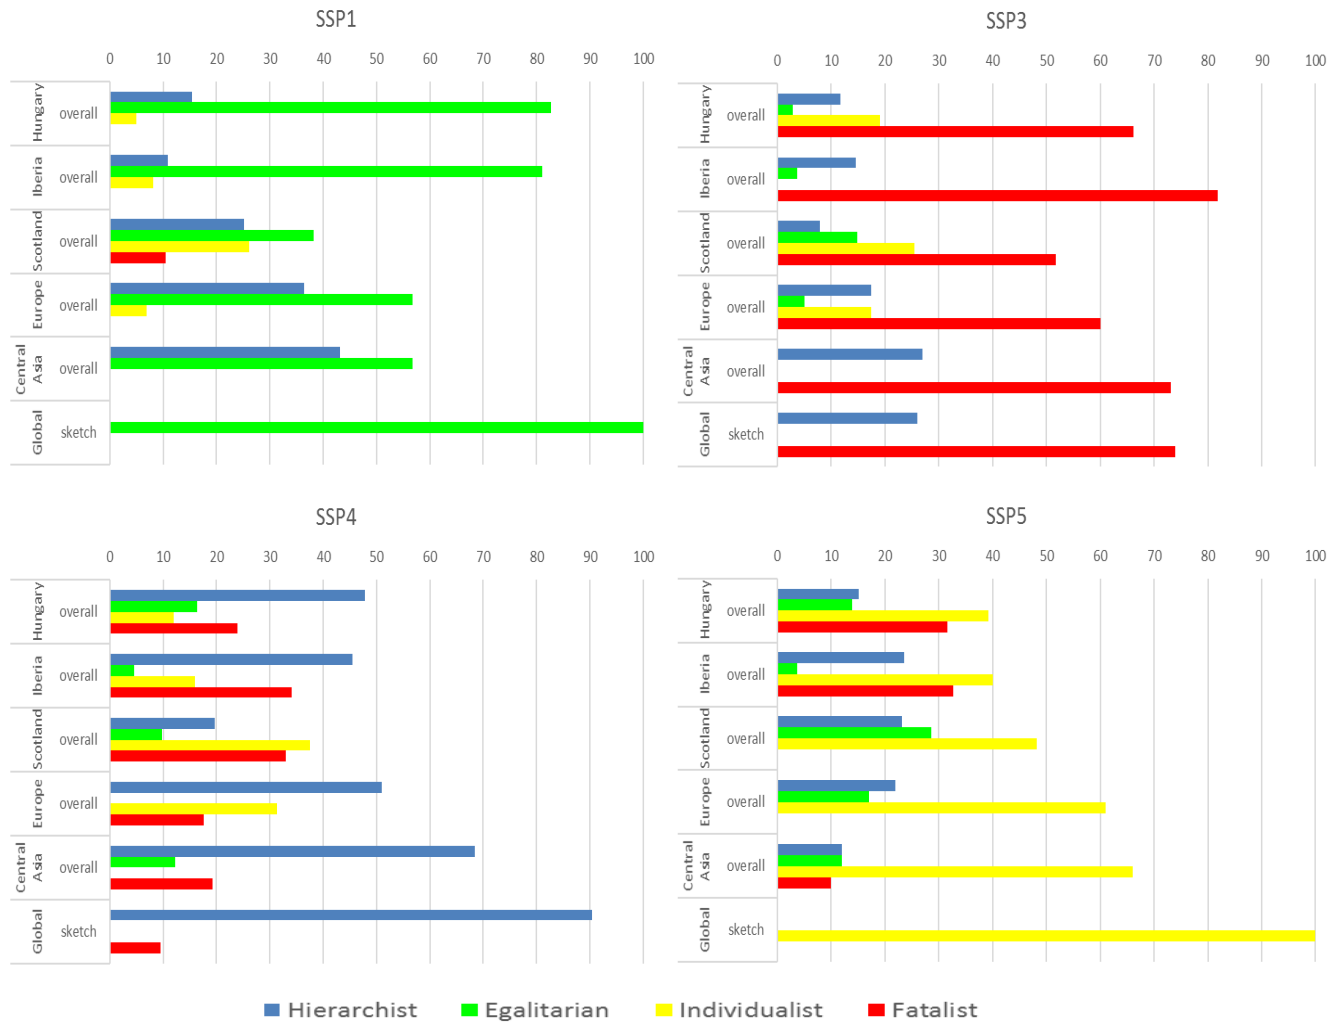 SSP1
0 10 20 30 40 50 60 70 80 90 100
Hungary overall
Iberia overall
Scotland overall
Europe overall
Central Asia overall
Global sketch
SSP3
0 10 20 30 40 50 60 70 80 90 100
Hungary overall
Iberia overall
Scotland overall
Europe overall
Central Asia overall
Global sketch
SSP4
0 10 20 30 40 50 60 70 80 90 100
Hungary overall
Iberia overall
Scotland overall
Europe overall
Central Asia overall
Global sketch
SSP5
0 10 20 30 40 50 60 70 80 90 100
Hungary overall
Iberia overall
Scotland overall
Europe overall
Central Asia overall
Global sketch
Hierarchist Egalitarian Individualist Fatalist